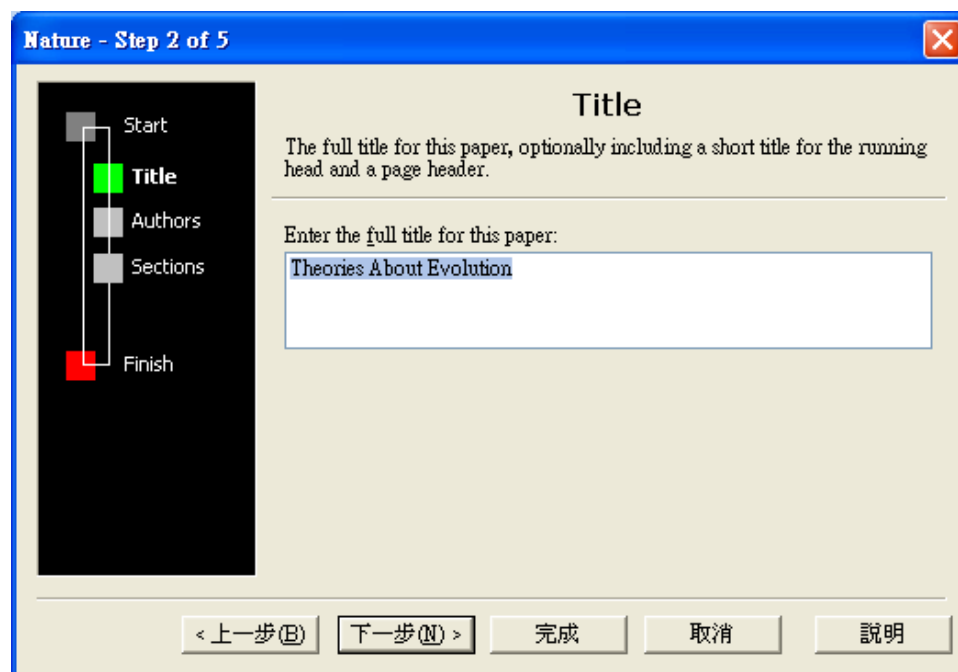 Nature - Step 2 of 5
Start
Title
Authors
Sections
Finish
Title
The full title for this paper, optionally including a short title for the running
head and a page header.
Enter the full title for this paper:
Theories About Evolution
<上一步(B)
下一步(N)>
完成
取消
說明